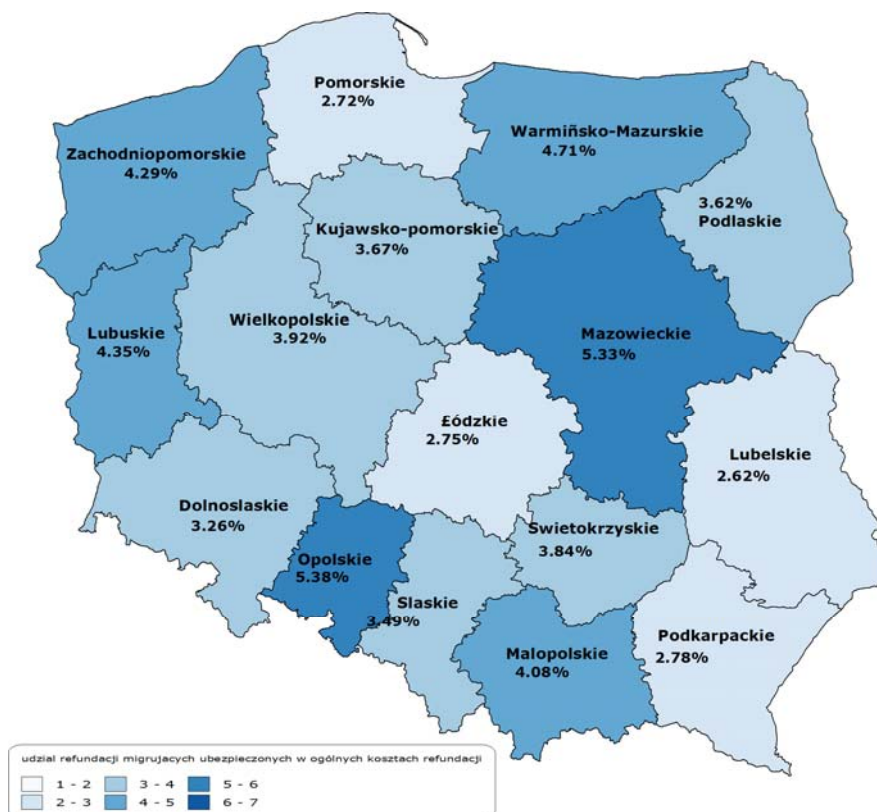 Pomorskie
2.72%
Warmiñsko-Mazurskie
4.71%
Zachodniopomorskie
4.29%
3.62%
Podlaskie
Kujawsko-pomorskie
3.67%
Wielkopolskie
3.92%
Lubuskie
4.35%
Mazowieckie
5.33%
£ódzkie
2.75%
Lubelskie
2.62%
Dolnoslaskie
3.26%
Swietokrzyskie
3.84%
Opolskie
5.38%
Slaskie
3.49%
Malopolskie
4.08%
Podkarpackie
2.78%
udzial refundacji migrujacych ubezpieczonych w ogólnych kosztach refundacji
1 - 2 3 - 4 5 - 6
2 - 3 4 - 5 6 - 7